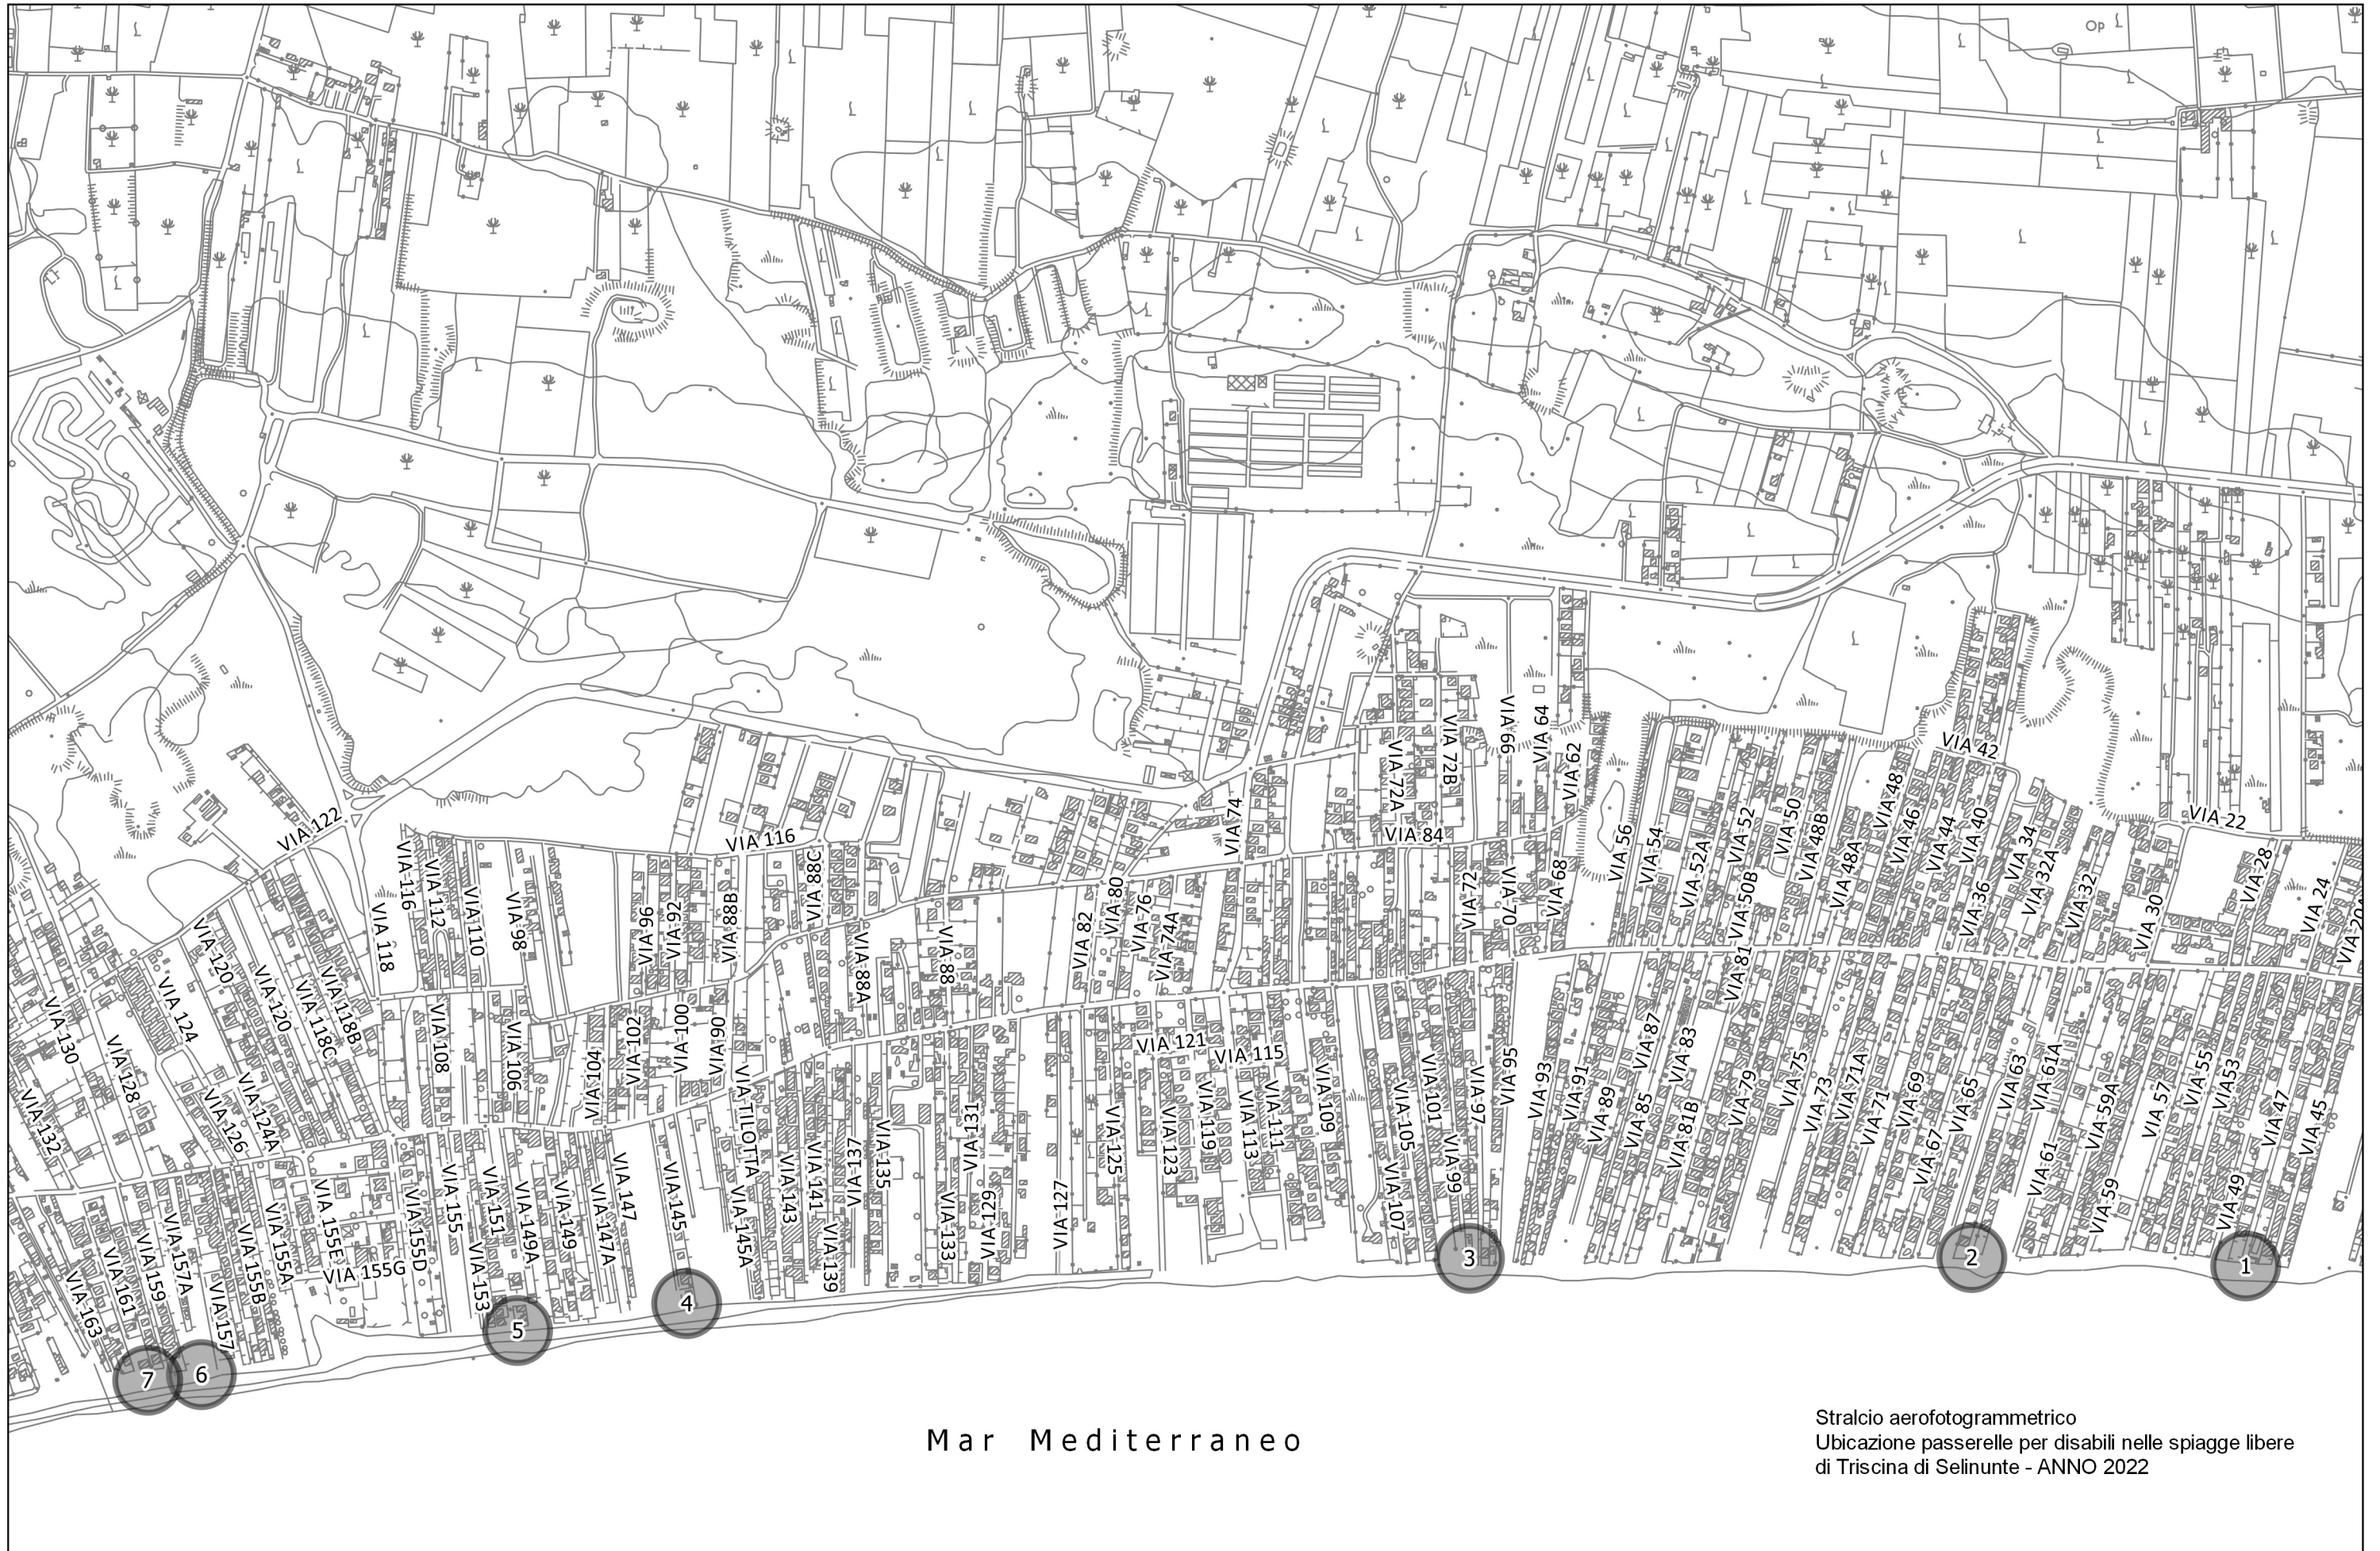 Op
VIA 42
VIA 96
VIA 64
VIA 62
VIA 72B
VIA 72A
VIA 74
VIA 84
VIA 22
VIA 122
VIA 116
VIA 88C
VIA 56
VIA 54
VIA 52A
VIA 52
VIA 50B
VIA 50
VIA 48B
VIA 48A
VIA 48
VIA 46
VIA 44
VIA 40
VIA 36
VIA 34
VIA 32A
VIA 32
VIA 30
VIA 28
VIA 24
VIA 20A
VIA 116
VIA 112
VIA 110
VIA 98
VIA 96
VIA 92
VIA 88B
VIA 88A
VIA 88
VIA 82
VIA 80
VIA 76
VIA 74A
VIA 72
VIA 70
VIA 68
VIA 118
VIA 120
VIA 120
VIA 118C
VIA 118B
VIA 124
VIA 130
VIA 128
VIA 132
VIA 126
VIA 124A
VIA 108
VIA 106
VIA 104
VIA 102
VIA 100
VIA 90
VIA TILOTTA
VIA 121
VIA 115
VIA 81
VIA 143
VIA 141
VIA 137
VIA 135
VIA 131
VIA 133
VIA 129
VIA 127
VIA 125
VIA 123
VIA 119
VIA 113
VIA 111
VIA 109
VIA 105
VIA 101
VIA 97
VIA 95
VIA 93
VIA 91
VIA 89
VIA 87
VIA 85
VIA 83
VIA 81B
VIA 79
VIA 75
VIA 73
VIA 71A
VIA 71
VIA 69
VIA 67
VIA 65
VIA 63
VIA 61A
VIA 61
VIA 59A
VIA 59
VIA 57
VIA 55
VIA 53
VIA 49
VIA 47
VIA 45
VIA 107
VIA 99
VIA 139
VIA 145A
VIA 145
VIA 147
VIA 147A
VIA 149
VIA 149A
VIA 151
VIA 153
VIA 155
VIA 155D
VIA 155E
VIA 155G
VIA 155A
VIA 155B
VIA 157
VIA 157A
VIA 159
VIA 161
VIA 163
7
6
5
4
3
2
1
Mar Mediterraneo
Stralcio aerofotogrammetrico
Ubicazione passerelle per disabili nelle spiagge libere
di Triscina di Selinunte - ANNO 2022